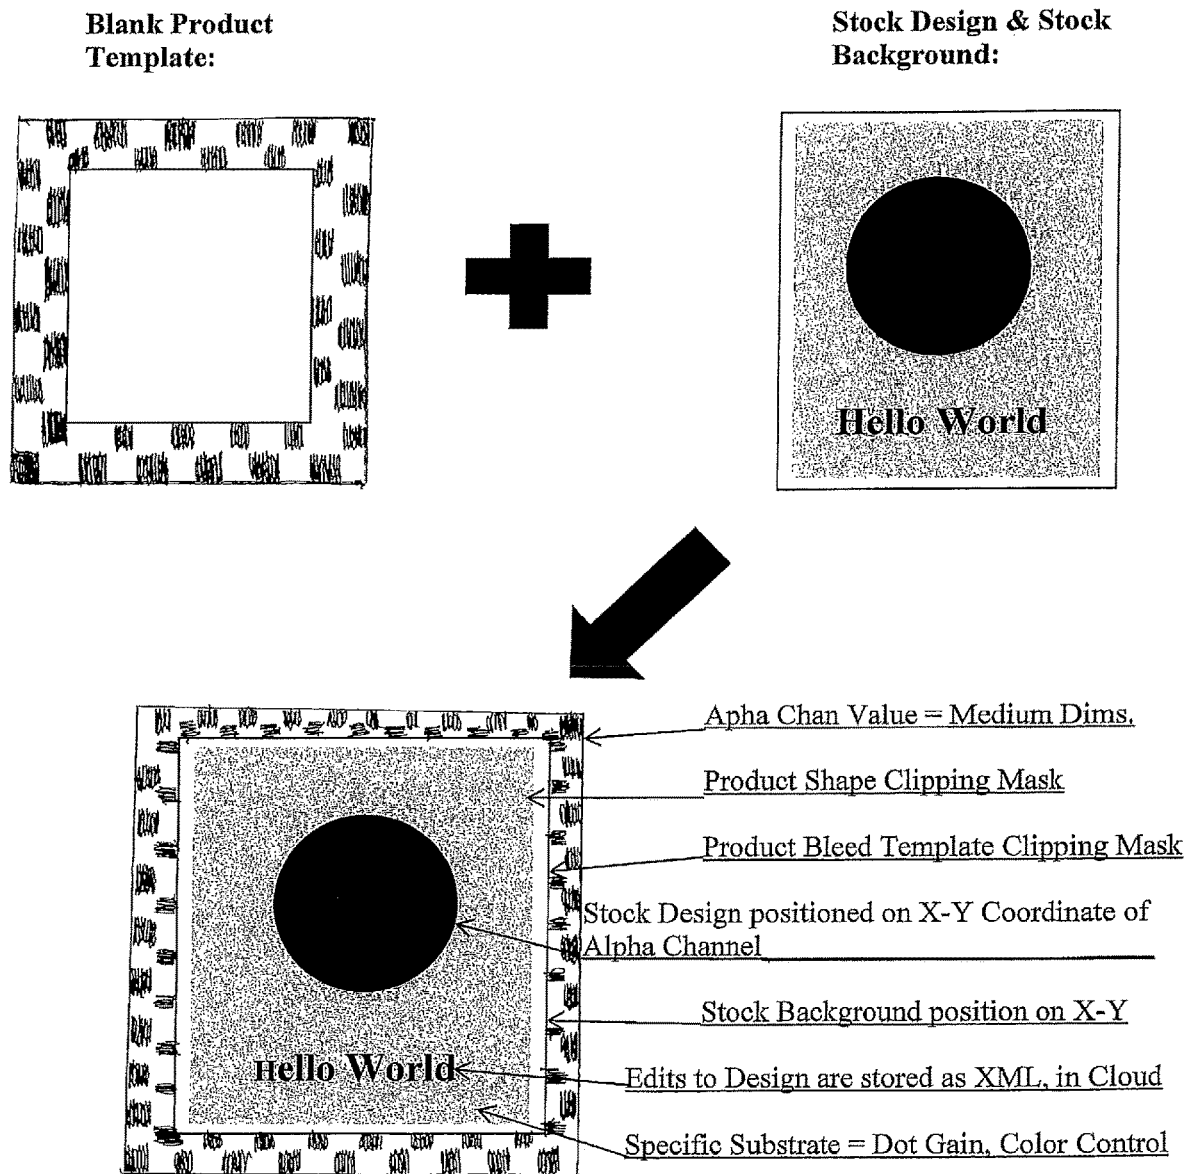 Blank Product
Template:
Stock Design & Stock
Background:
Hello World
Apha Chan Value = Medium Dims.
Product Shape Clipping Mask
Product Bleed Template Clipping Mask
Stock Design positioned on X-Y Coordinate of
Alpha Channel
Stock Background position on X-Y
Hello World
Edits to Design are stored as XML, in Cloud
Specific Substrate = Dot Gain, Color Control